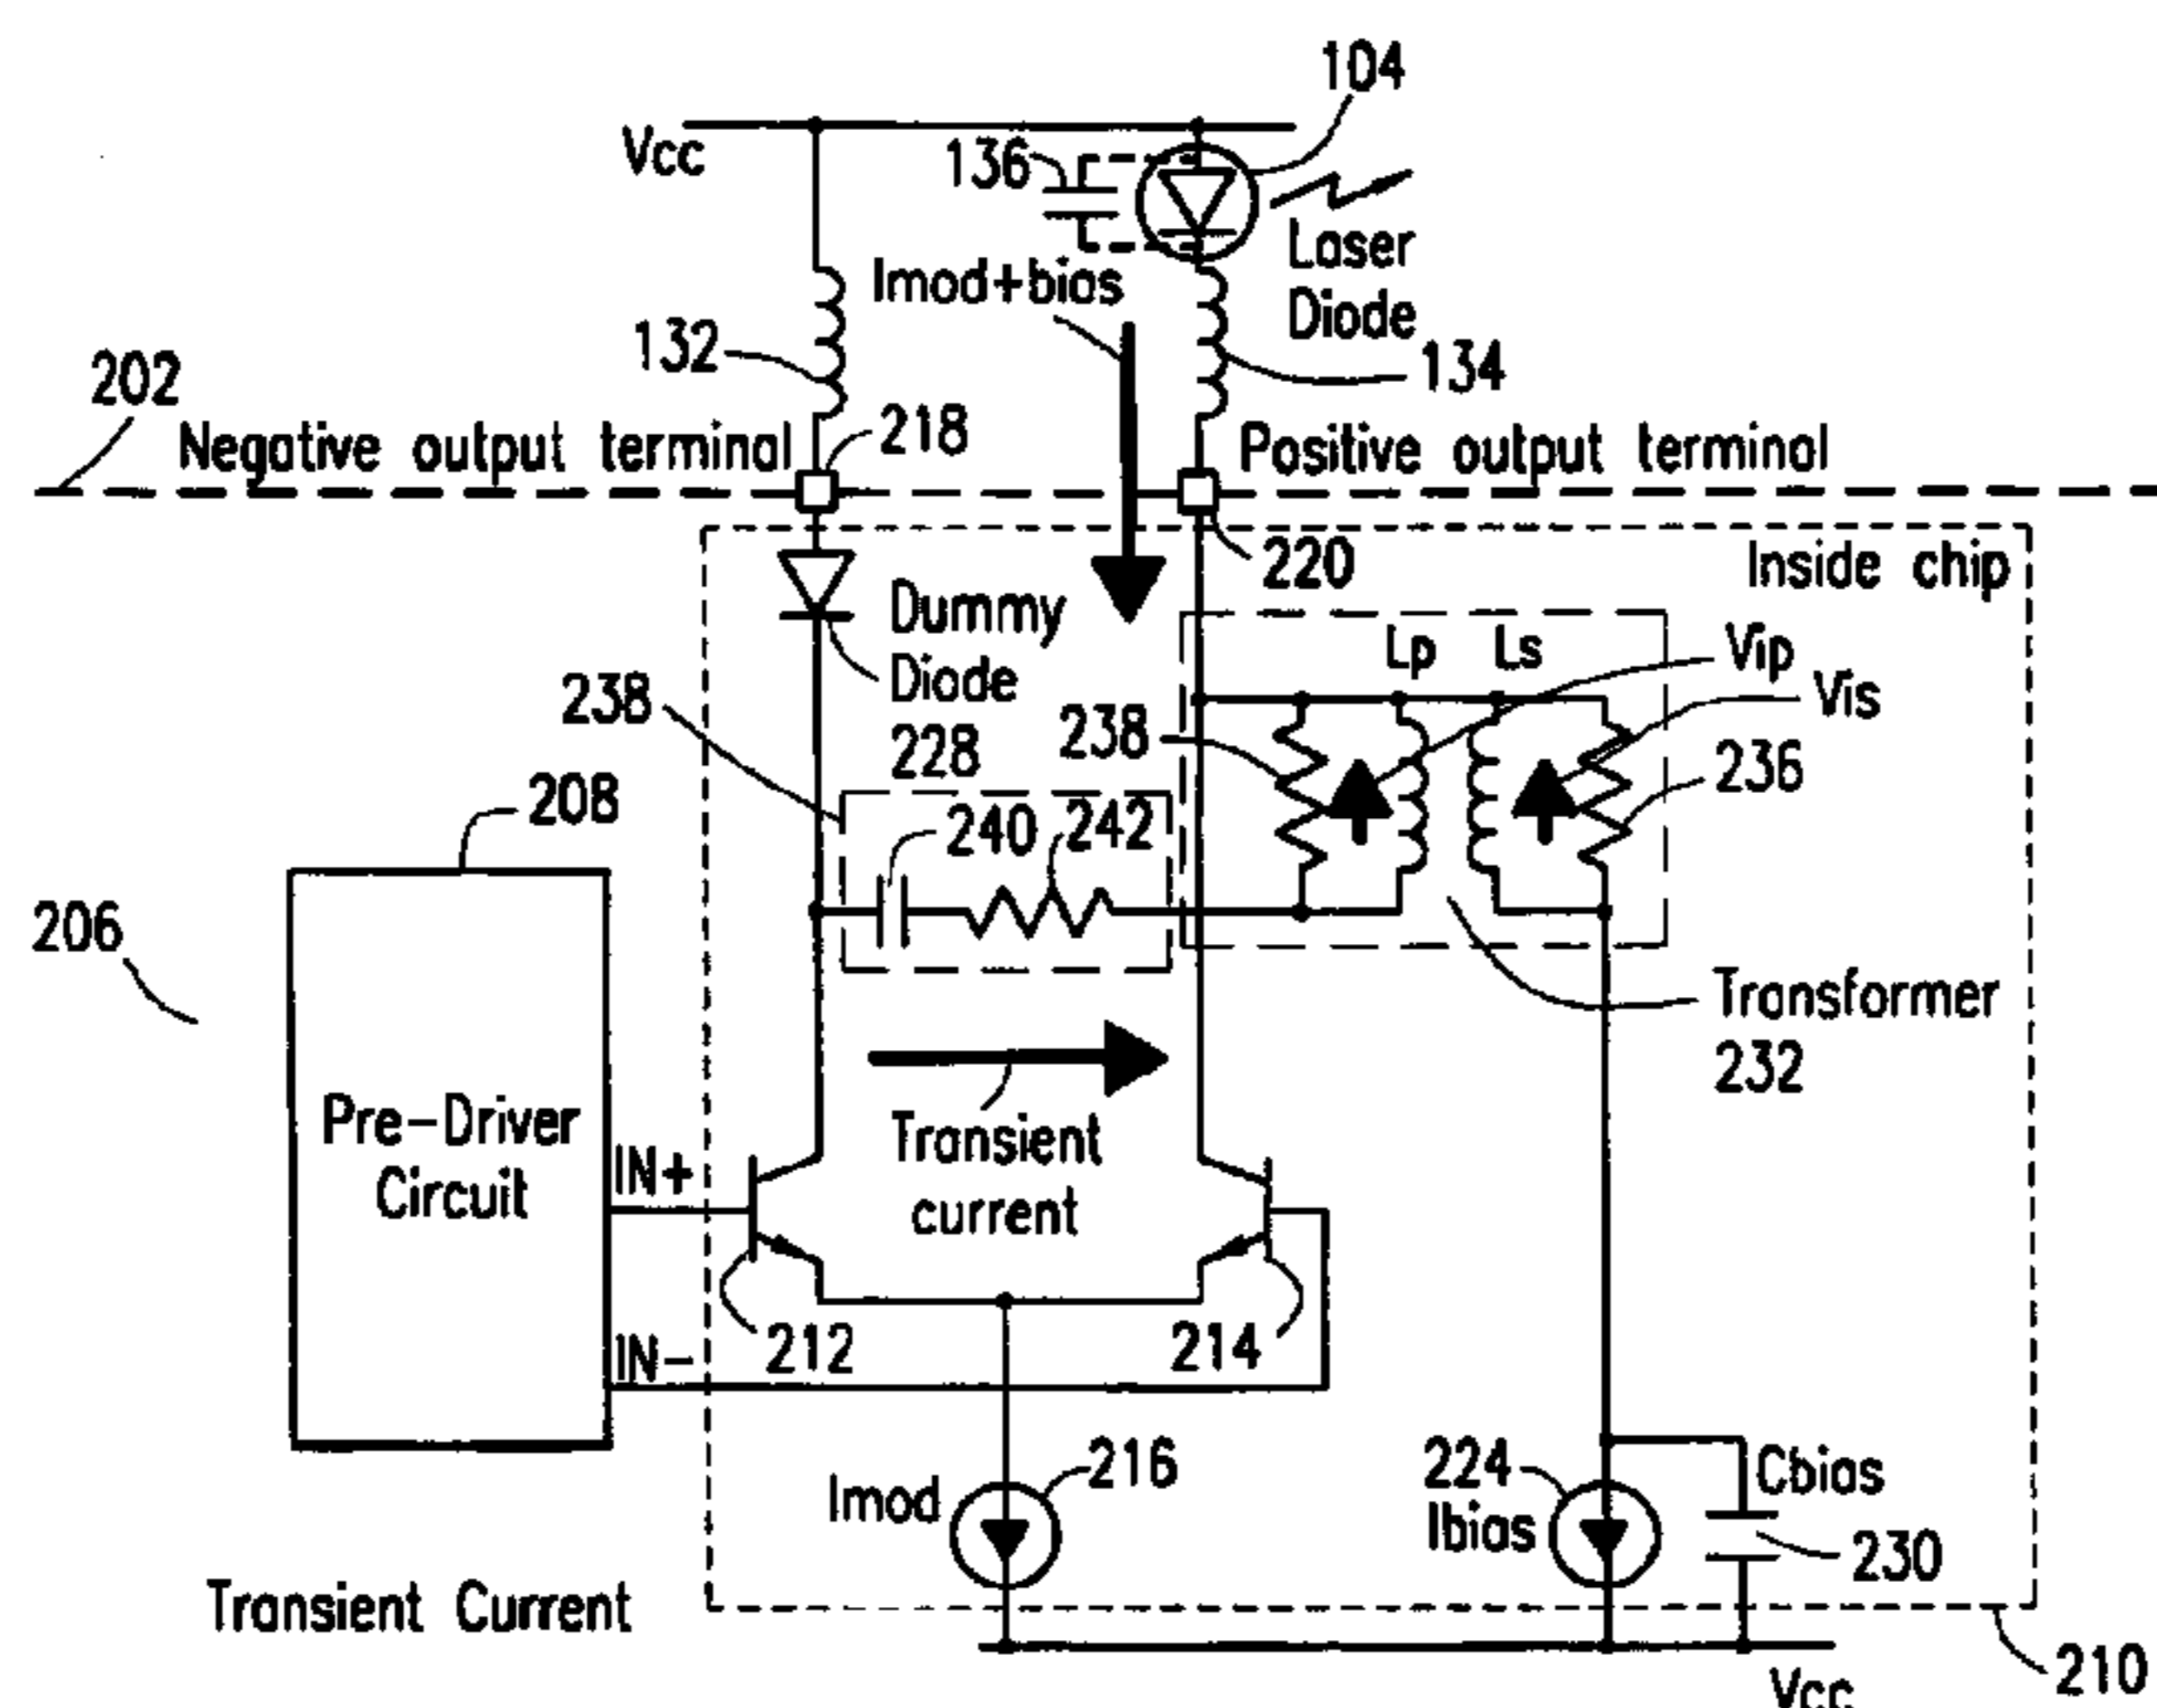 104
Vcc
136
Laser
Diode
Imod+bias
132
134
202
218
Negative output terminal
Positive output terminal
220
Inside chip
Dummy
Diode
228
Lp Ls
Vip
Vis
238
238
236
208
240
242
206
Transformer
232
Pre-Driver
Circuit
Transient
current
IN+
212
214
IN-
216
Imod
224
Ibias
Cbias
230
Transient Current
210
Vcc